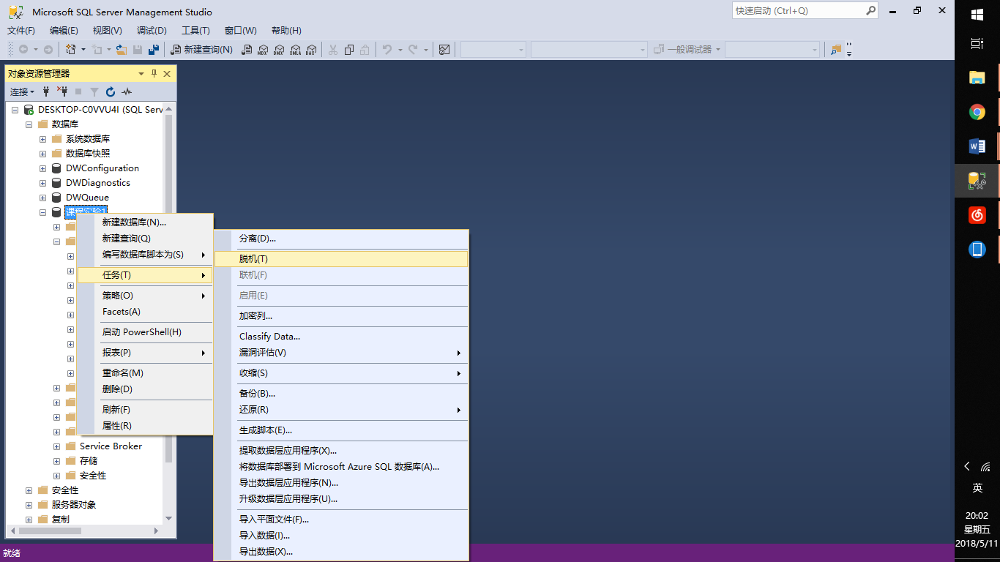 Microsoft SQL Server Management Studio
快速启动 (Ctrl+Q)
文件(F) 编辑(E) 视图(V) 调试(D) 工具(T) 窗口(W) 帮助(H)
新建查询(N) MDX DMX XMLA DAX 一般调试器
对象资源管理器
连接
DESKTOP-C0VVU4I (SQL Serv
数据库
系统数据库
数据库快照
DWConfiguration
DWDiagnostics
DWQueue
课程实验1
Service Broker
存储
安全性
安全性
服务器对象
复制
新建数据库(N)...
新建查询(Q)
编写数据库脚本为(S)
任务(T)
策略(O)
Facets(A)
启动 PowerShell(H)
报表(P)
重命名(M)
删除(D)
刷新(F)
属性(R)
分离(D)...
脱机(T)
联机(F)
启用(E)
加密列...
Classify Data...
漏洞评估(V)
收缩(S)
备份(B)...
还原(R)
生成脚本(E)...
提取数据层应用程序(X)...
将数据库部署到 Microsoft Azure SQL 数据库(A)...
导出数据层应用程序(N)...
升级数据层应用程序(U)...
导入平面文件(F)...
导入数据(I)...
导出数据(X)...
就绪
英
20:02
星期五
2018/5/11